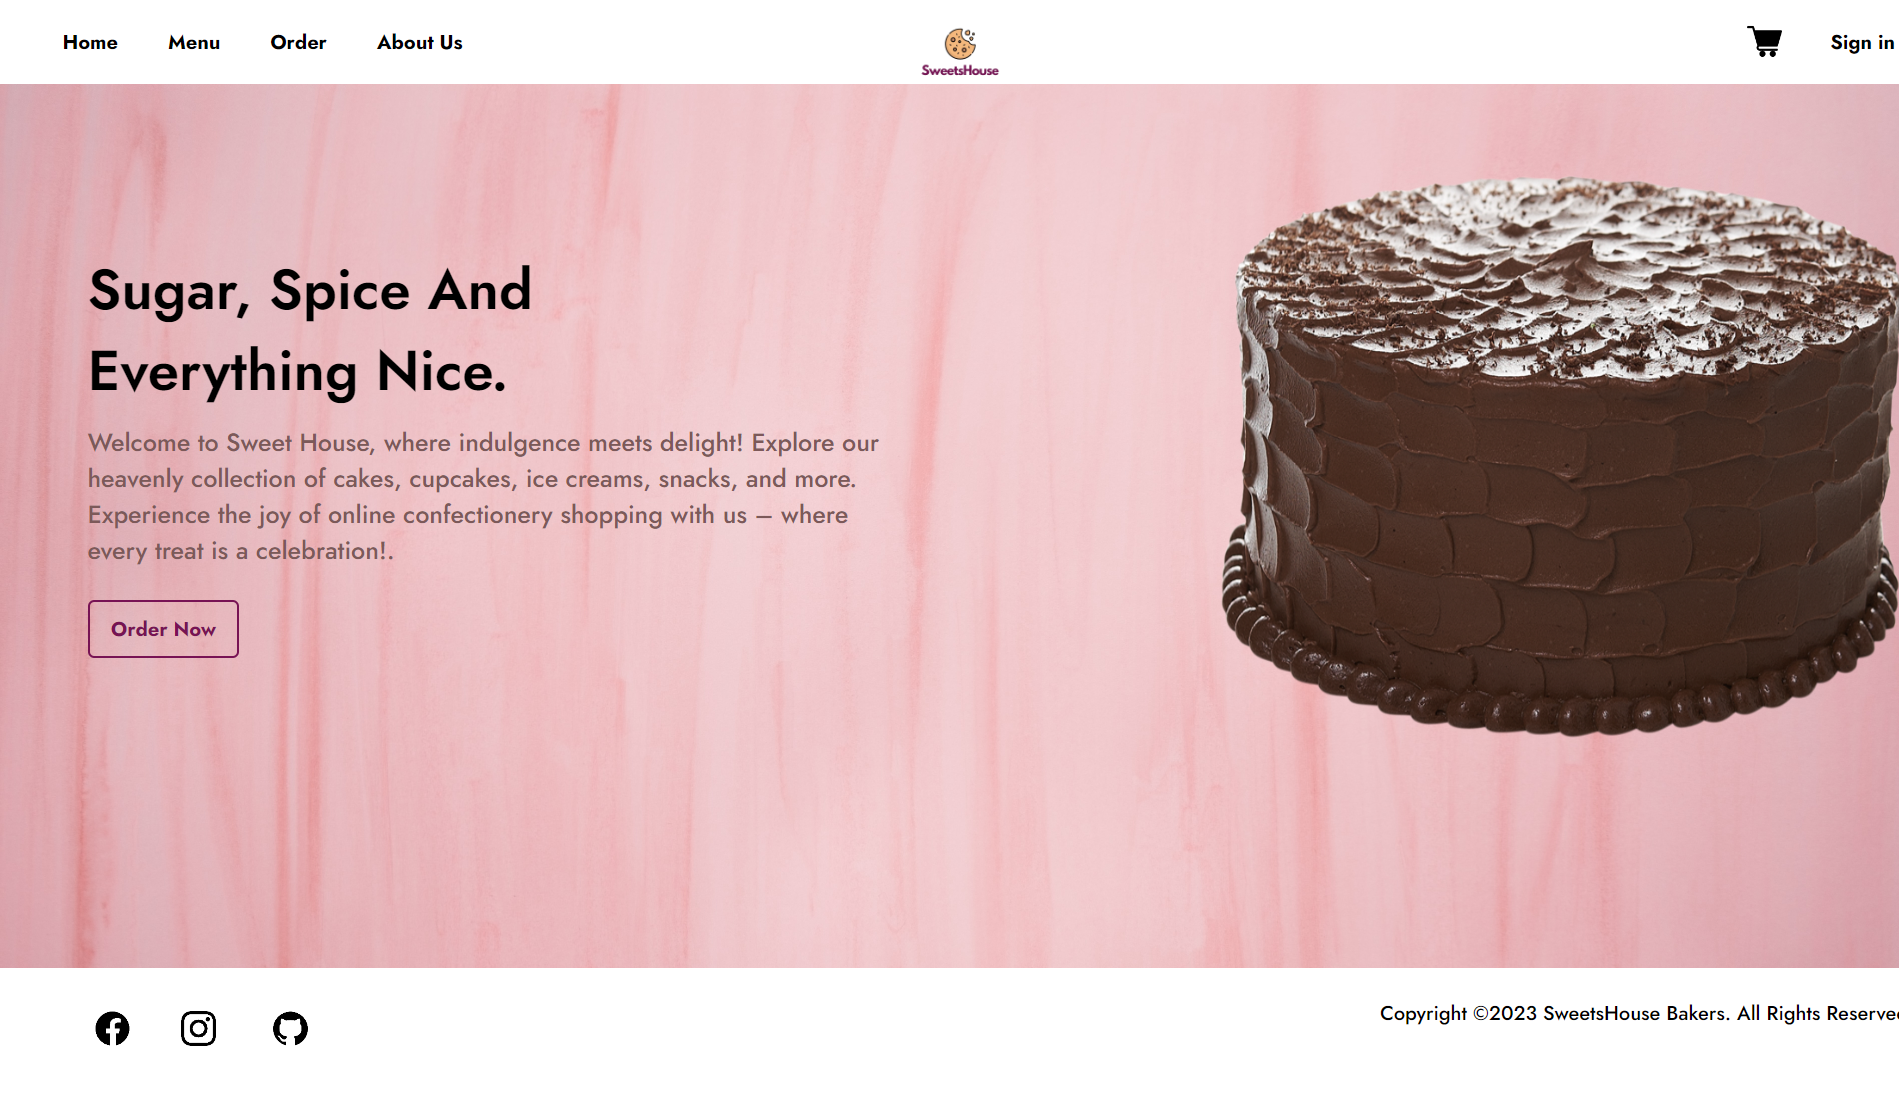 Home Menu Order About Us
SweetsHouse
Sign in
Sugar, Spice And
Everything Nice.
Welcome to Sweet House, where indulgence meets delight! Explore our
heavenly collection of cakes, cupcakes, ice creams, snacks, and more.
Experience the joy of online confectionery shopping with us – where
every treat is a celebration!.
Order Now
Copyright ©2023 SweetsHouse Bakers. All Rights Reserve